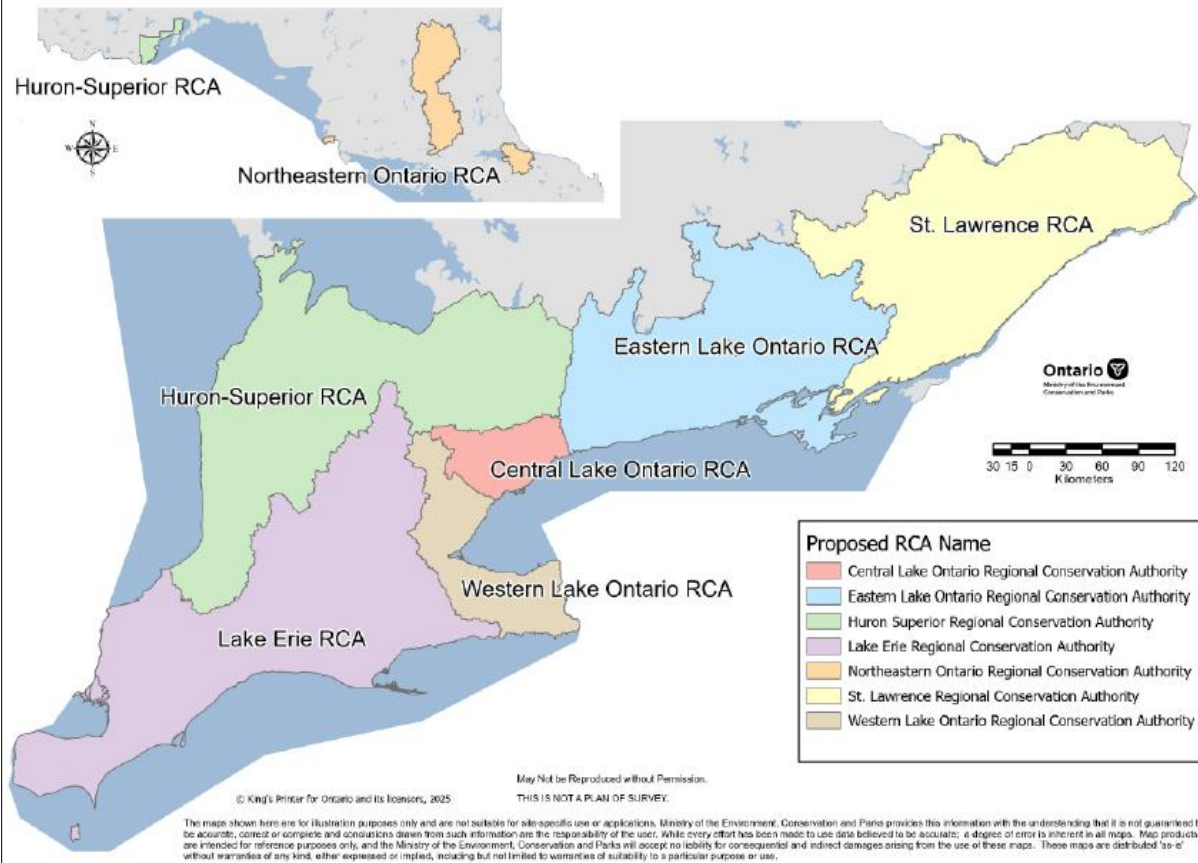 Huron-Superior RCA
N
W E
S
Northeastern Ontario RCA
St. Lawrence RCA
Eastern Lake Ontario RCA
Huron-Superior RCA
Central Lake Ontario RCA
Western Lake Ontario RCA
Lake Erie RCA
Ontario
Ministry of the Environment,
Conservation and Parks
30 15 0 30 60 90 120
Kilometers
Proposed RCA Name
Central Lake Ontario Regional Conservation Authority
Eastern Lake Ontario Regional Conservation Authority
Huron Superior Regional Conservation Authority
Lake Erie Regional Conservation Authority
Northeastern Ontario Regional Conservation Authority
St. Lawrence Regional Conservation Authority
Western Lake Ontario Regional Conservation Authority
May Not be Reproduced without Permission.
© King's Printer for Ontario and its licensors, 2025
THIS IS NOT A PLAN OF SURVEY.
The maps shown here are for illustration purposes only and are not suitable for site-specific use or applications. Ministry of the Environment, Conservation and Parks provides this information with the understanding that it is not guaranteed
be accurate, correct or complete and conclusions drawn from such information are the responsibility of the user. While every effort has been made to use data believed to be accurate; a degree of error is inherent in all maps. Map products
are intended for reference purposes only, and the Ministry of the Environment, Conservation and Parks will accept no liability for consequential and indirect damages arising from the use of these maps. These maps are distributed 'as-is'
without warranties of any kind, either expressed or implied, including but not limited to warranties of suitability to a particular purpose or use.